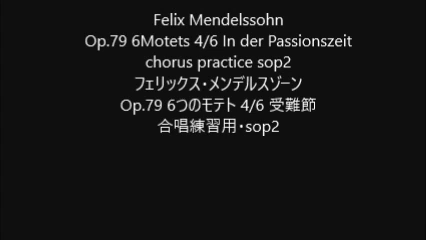 Felix Mendelssohn
Op.79 6Motets 4/6 In der Passionszeit
chorus practice sop2
フェリックス・メンデルスゾーン
Op.79 6つのモテト 4/6 受難節
合唱練習用・sop2